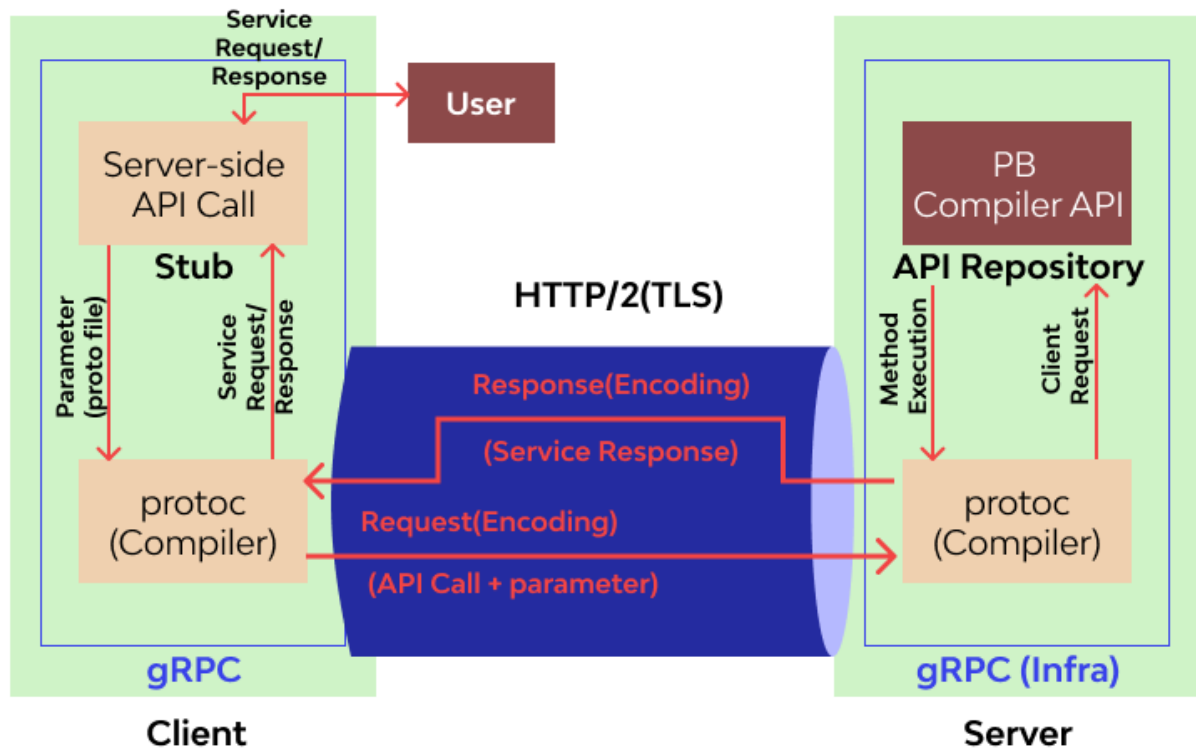 Service
Request/
Response
User
Server-side
API Call
Stub
Parameter
(proto file)
Service
Request/
Response
protoc
(Compiler)
gRPC
Client
HTTP/2(TLS)
Response(Encoding)
(Service Response)
Request(Encoding)
(API Call + parameter)
PB
Compiler API
API Repository
Method
Execution
Client
Request
protoc
(Compiler)
gRPC (Infra)
Server